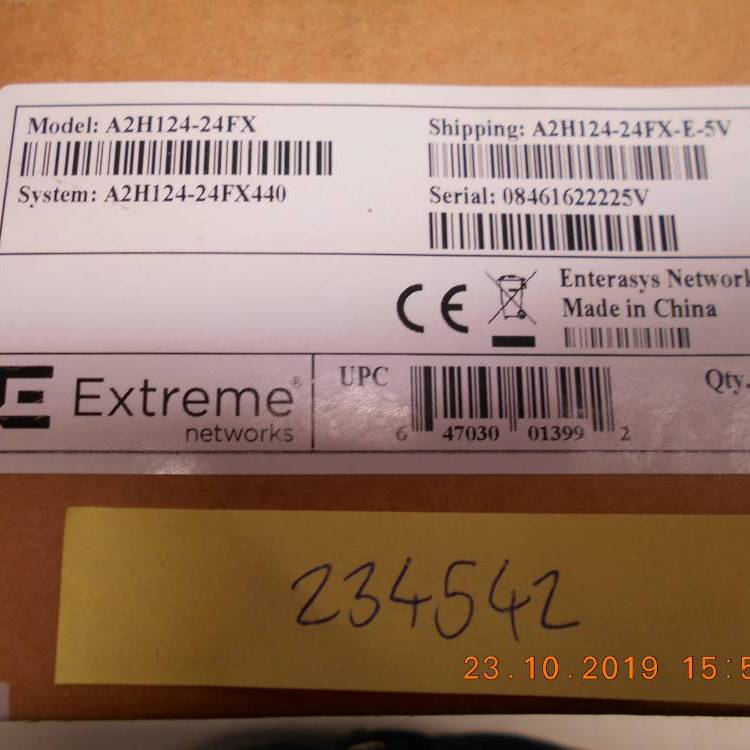 Model: A2H124-24FX
Shipping: A2H124-24FX-E-5V
System: A2H124-24FX440
Serial: 08461622225V
CE
Enterasys Network
Made in China
Extreme®
networks
UPC
Qty.
6 47030 01399 2
234542
23.10.2019 15:5